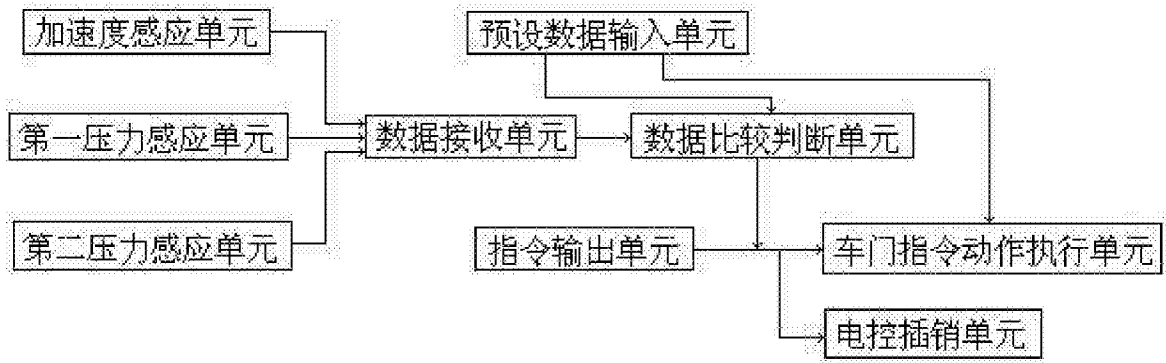 加速度感应单元
预设数据输入单元
第一压力感应单元
数据接收单元
数据比较判断单元
第二压力感应单元
指令输出单元
车门指令动作执行单元
电控插销单元